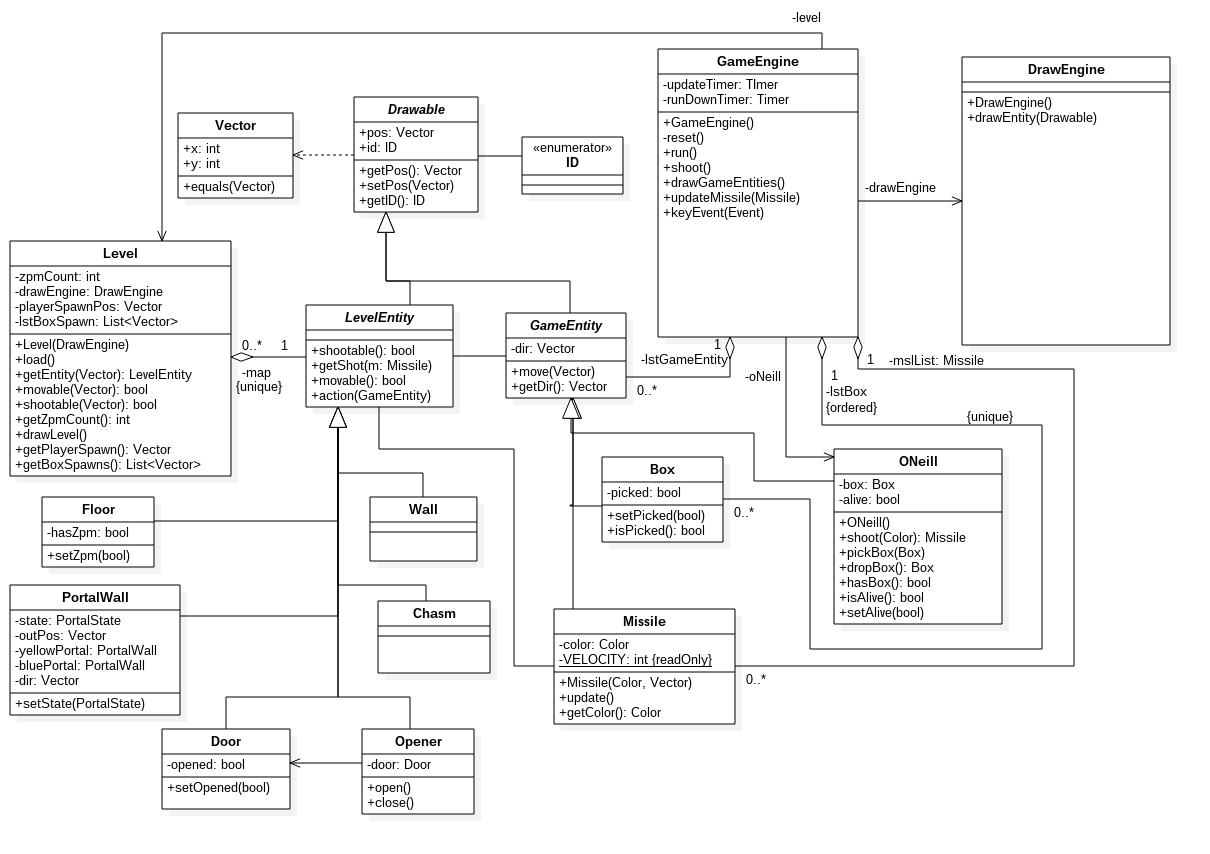 -level
GameEngine
-updateTimer: TImer
-runDownTimer: Timer
+GameEngine()
-reset()
+run()
+shoot()
+drawGameEntities()
+updateMissile(Missile)
+keyEvent(Event)
DrawEngine
+DrawEngine()
+drawEntity(Drawable)
-drawEngine
Drawable
+pos: Vector
+id: ID
+getPos(): Vector
+setPos(Vector)
+getID(): ID
Vector
+x: int
+y: int
+equals(Vector)
«enumerator»
ID
Level
-zpmCount: int
-drawEngine: DrawEngine
-playerSpawnPos: Vector
-lstBoxSpawn: List<Vector>
+Level(DrawEngine)
+load()
+getEntity(Vector): LevelEntity
+movable(Vector): bool
+shootable(Vector): bool
+getZpmCount(): int
+drawLevel()
+getPlayerSpawn(): Vector
+getBoxSpawns(): List<Vector>
0..*
1
-map
{unique}
LevelEntity
+shootable(): bool
+getShot(m: Missile)
+movable(): bool
+action(GameEntity)
GameEntity
-dir: Vector
+move(Vector)
+getDir(): Vector
1
-lstGameEntity
0..*
-oNeill
1
-lstBox
{ordered}
1
-mslList: Missile
{unique}
ONeill
-box: Box
-alive: bool
+ONeill()
+shoot(Color): Missile
+pickBox(Box)
+dropBox(): Box
+hasBox(): bool
+isAlive(): bool
+setAlive(bool)
Box
-picked: bool
+setPicked(bool)
+isPicked(): bool
0..*
Floor
-hasZpm: bool
+setZpm(bool)
Wall
PortalWall
-state: PortalState
-outPos: Vector
-yellowPortal: PortalWall
-bluePortal: PortalWall
-dir: Vector
+setState(PortalState)
Chasm
Missile
-color: Color
-VELOCITY: int {readOnly}
+Missile(Color, Vector)
+update()
+getColor(): Color
0..*
Door
-opened: bool
+setOpened(bool)
Opener
-door: Door
+open()
+close()